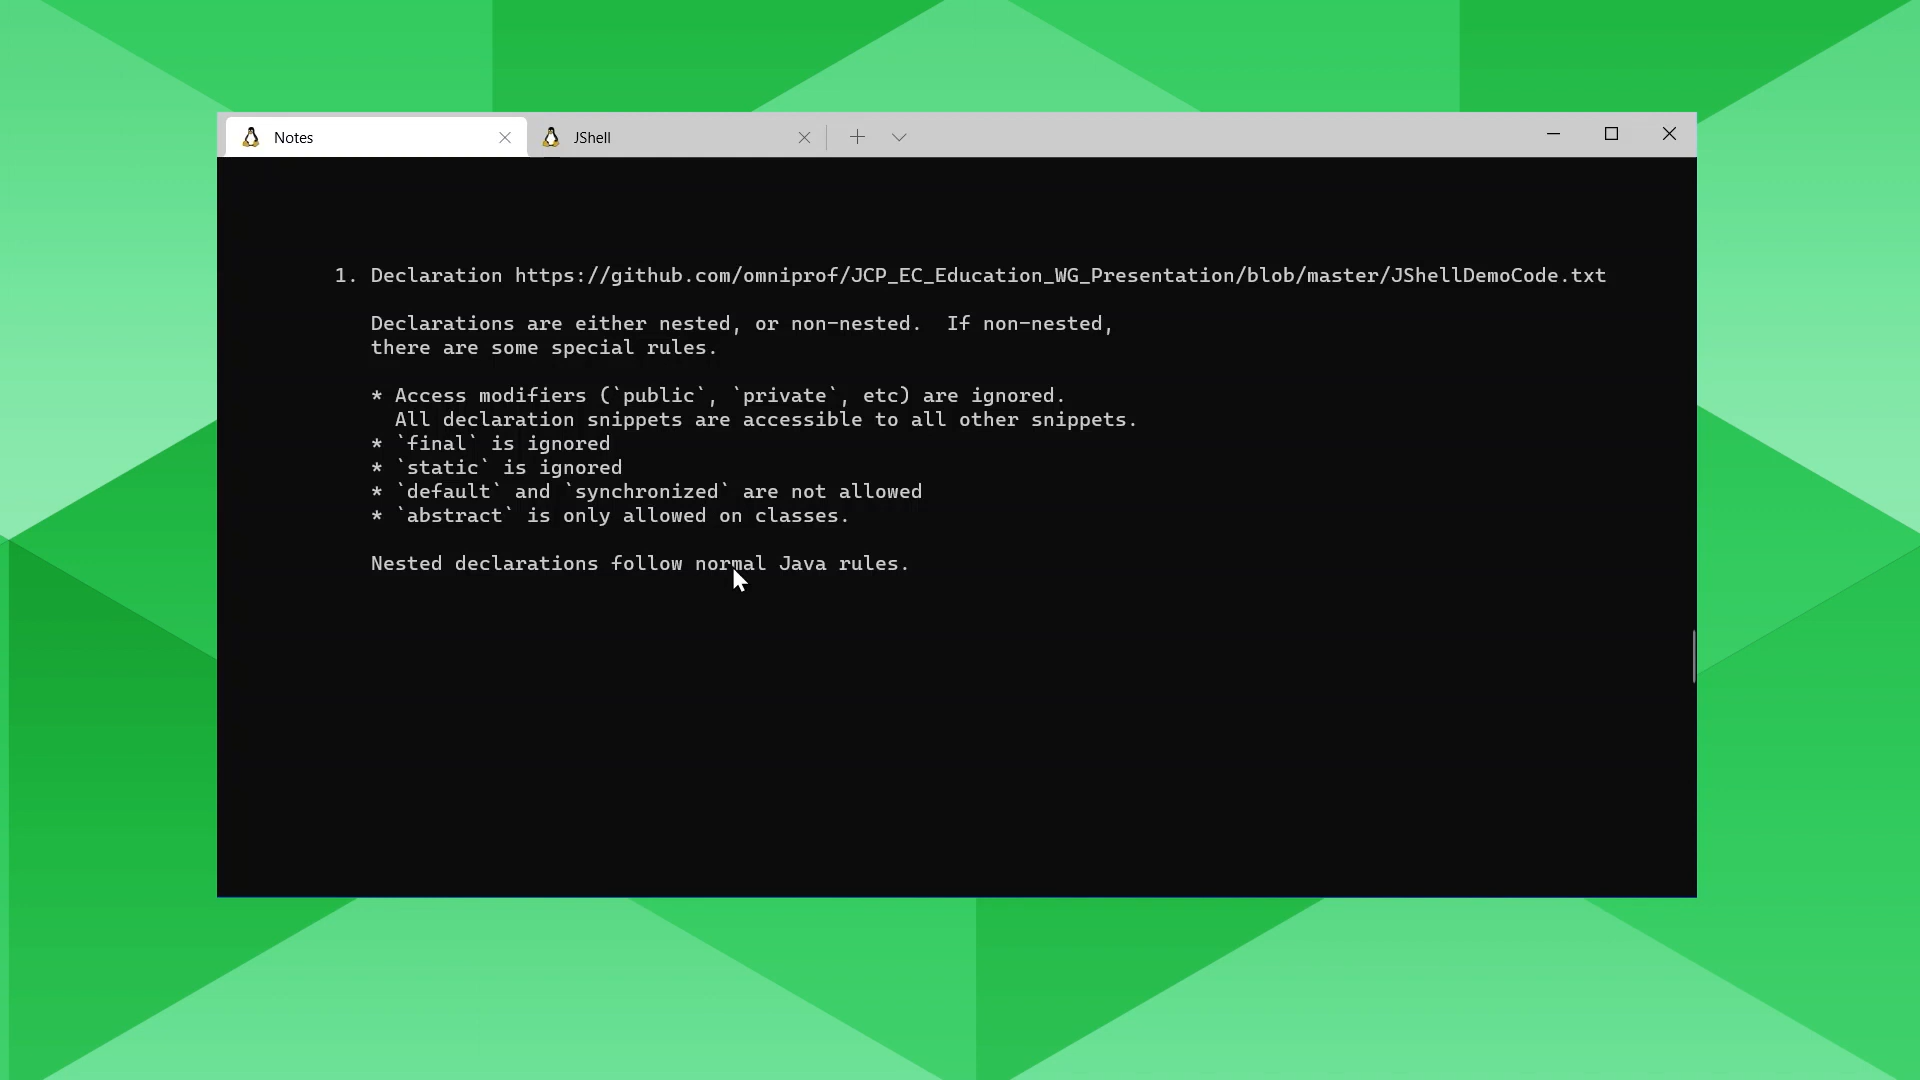 Notes
JShell
1. Declaration https://github.com/omniprof/JCP_EC_Education_WG_Presentation/blob/master/JShellDemoCode.txt
Declarations are either nested, or non-nested.  If non-nested,
there are some special rules.
* Access modifiers (`public`, `private`, etc) are ignored.
All declaration snippets are accessible to all other snippets.
* `final` is ignored
* `static` is ignored
* `default` and `synchronized` are not allowed
* `abstract` is only allowed on classes.
Nested declarations follow normal Java rules.